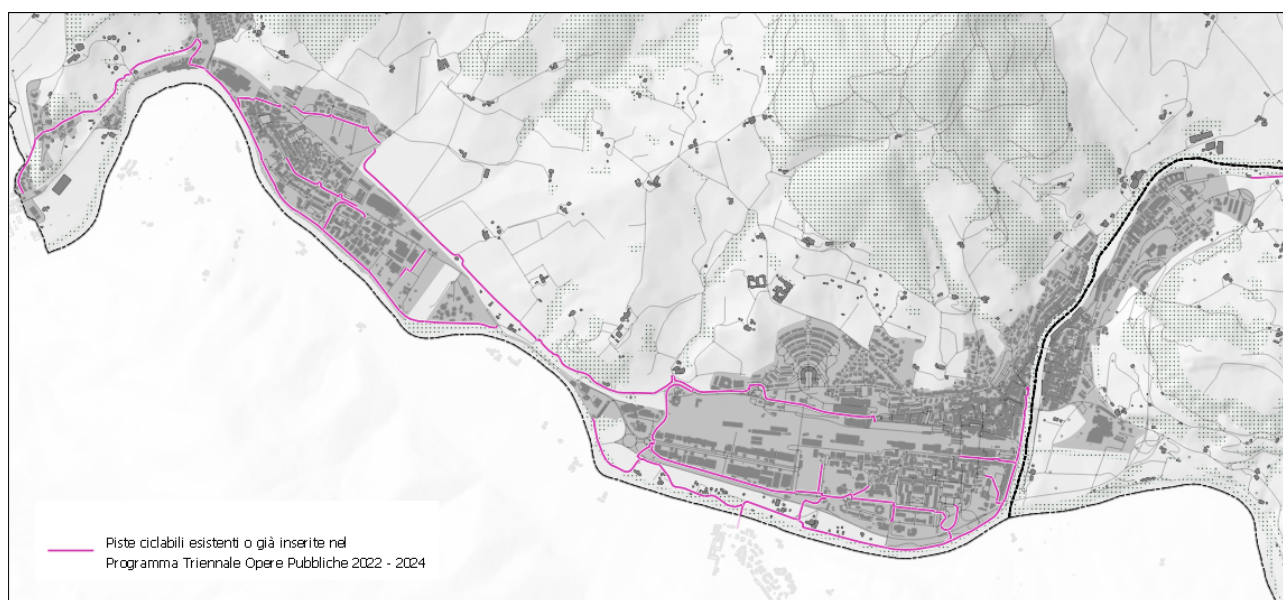 Piste ciclabili esistenti o già inserite nel
Programma Triennale Opere Pubbliche 2022 - 2024